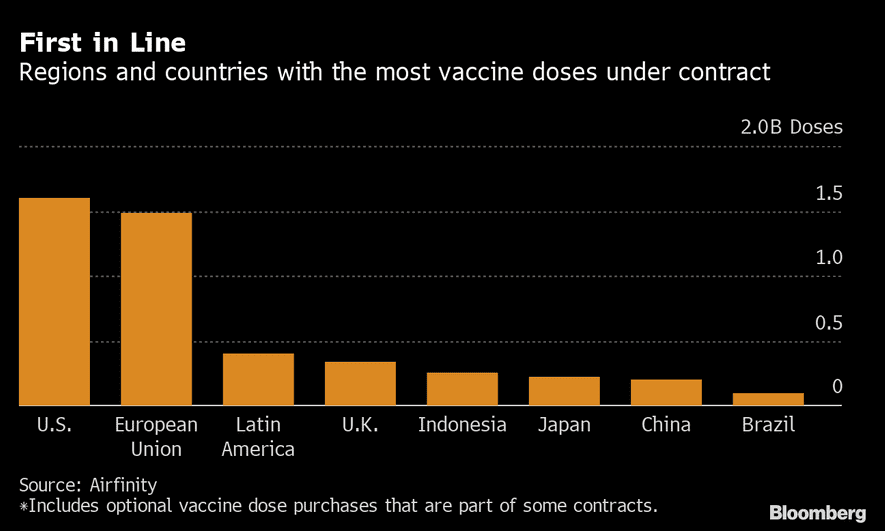 First in Line
Regions and countries with the most vaccine doses under contract
2.0B Doses
1.5
1.0
0.5
0
U.S.
European
Union
Latin
America
U.K.
Indonesia
Japan
China
Brazil
Source: Airfinity
*Includes optional vaccine dose purchases that are part of some contracts.
Bloomberg